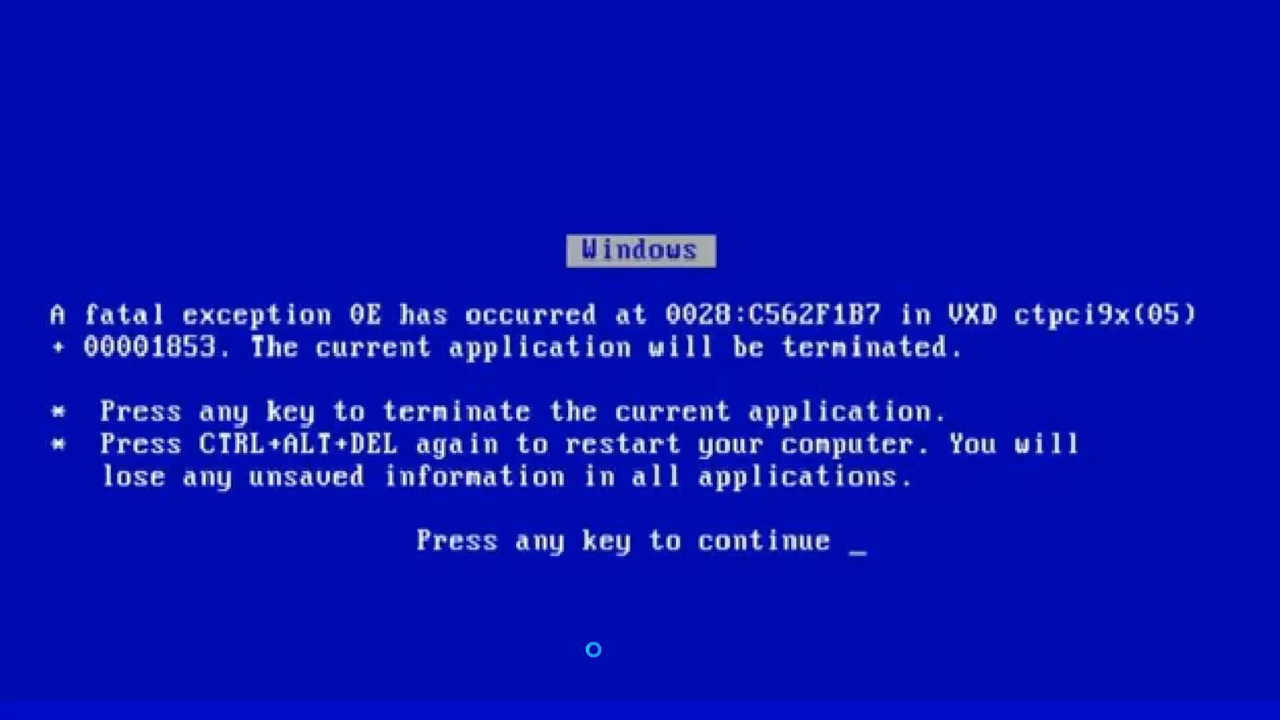 Windows
A fatal exception 0E has occurred at 0028:C562F1B7 in VXD ctpci9x(05)
+ 00001853. The current application will be terminated.
* Press any key to terminate the current application.
* Press CTRL+ALT+DEL again to restart your computer. You will
lose any unsaved information in all applications.
Press any key to continue _